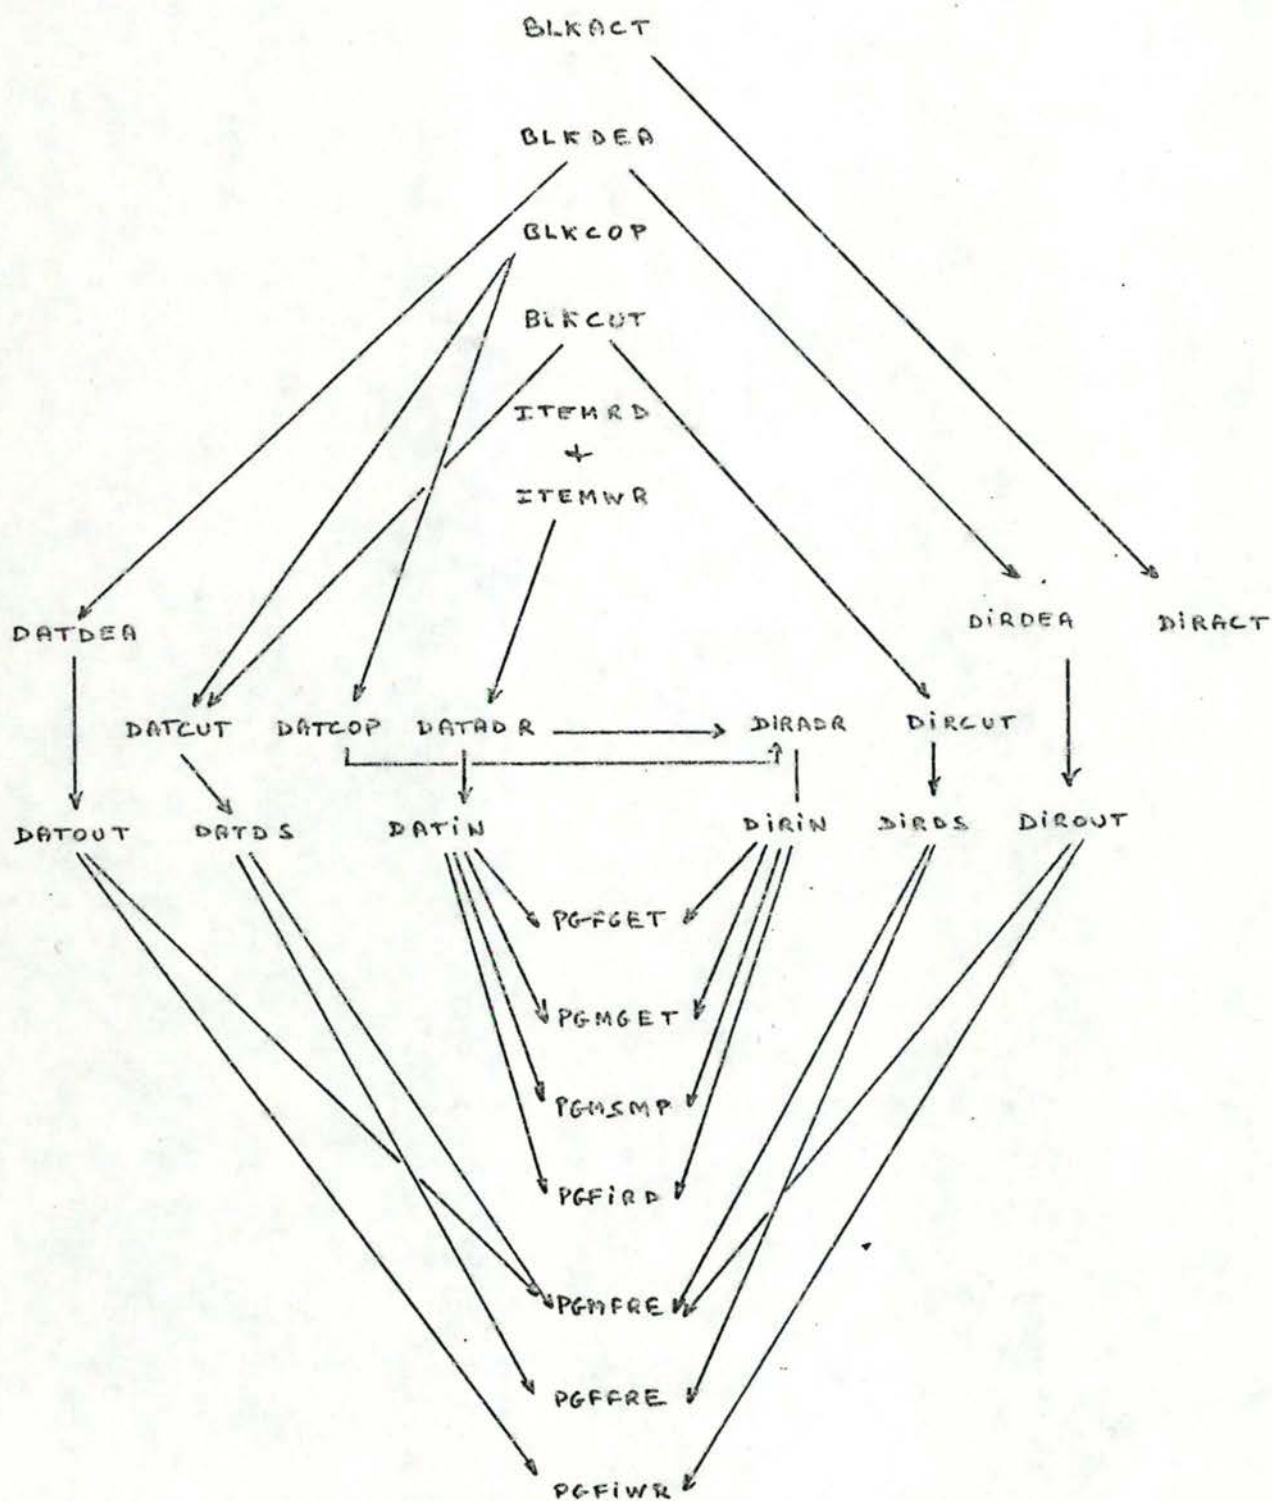 BLKACT
BLKDEA
BLKCOP
BLKCUT
ITEMRD
+
ITEMWR
DATDEA DiRDEA DiRACT
DATCUT DATCOP DATADR DIRADR DiRCUT
DATOUT DATDS DATiN DiRiN DiRDS DiROUT
PGFGET
PGMGET
PGMSMP
PGFiRD
PGMFRE
PGFFRE
PGFiWR